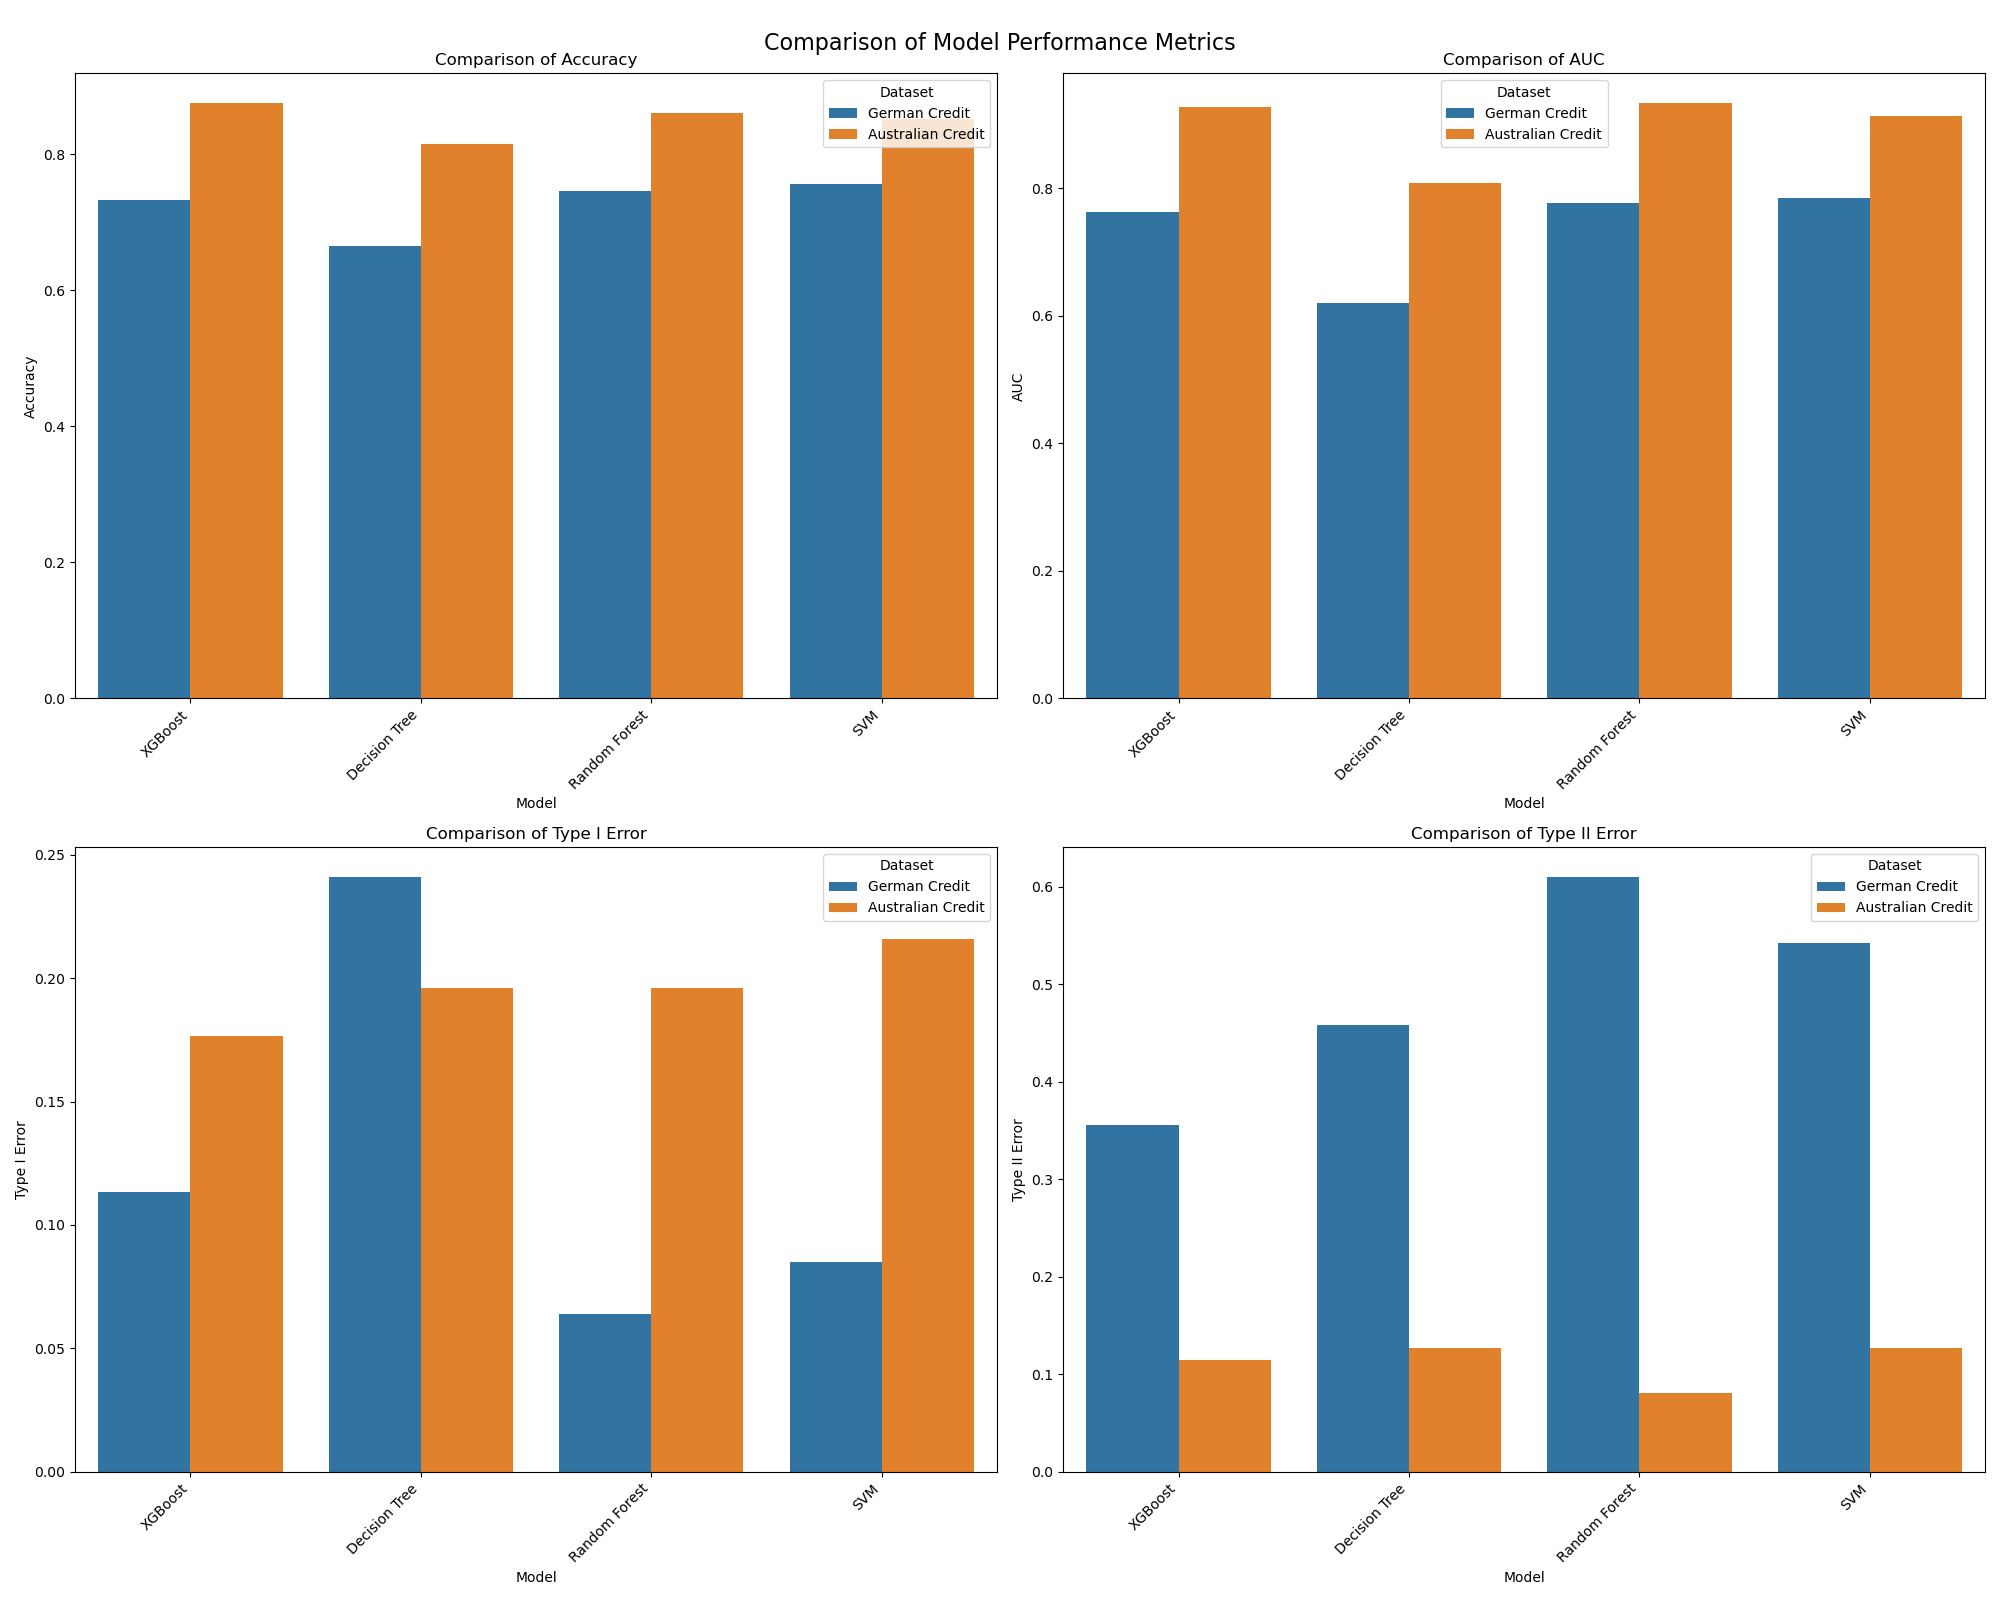 Comparison of Model Performance Metrics
Comparison of Accuracy
Dataset
German Credit
Australian Credit
Accuracy
0.8
0.6
0.4
0.2
0.0
XGBoost
Decision Tree
Random Forest
SVM
Model
Comparison of AUC
Dataset
German Credit
Australian Credit
AUC
0.8
0.6
0.4
0.2
0.0
XGBoost
Decision Tree
Random Forest
SVM
Model
Comparison of Type I Error
Dataset
German Credit
Australian Credit
Type I Error
0.25
0.20
0.15
0.10
0.05
0.00
XGBoost
Decision Tree
Random Forest
SVM
Model
Comparison of Type II Error
Dataset
German Credit
Australian Credit
Type II Error
0.6
0.5
0.4
0.3
0.2
0.1
0.0
XGBoost
Decision Tree
Random Forest
SVM
Model